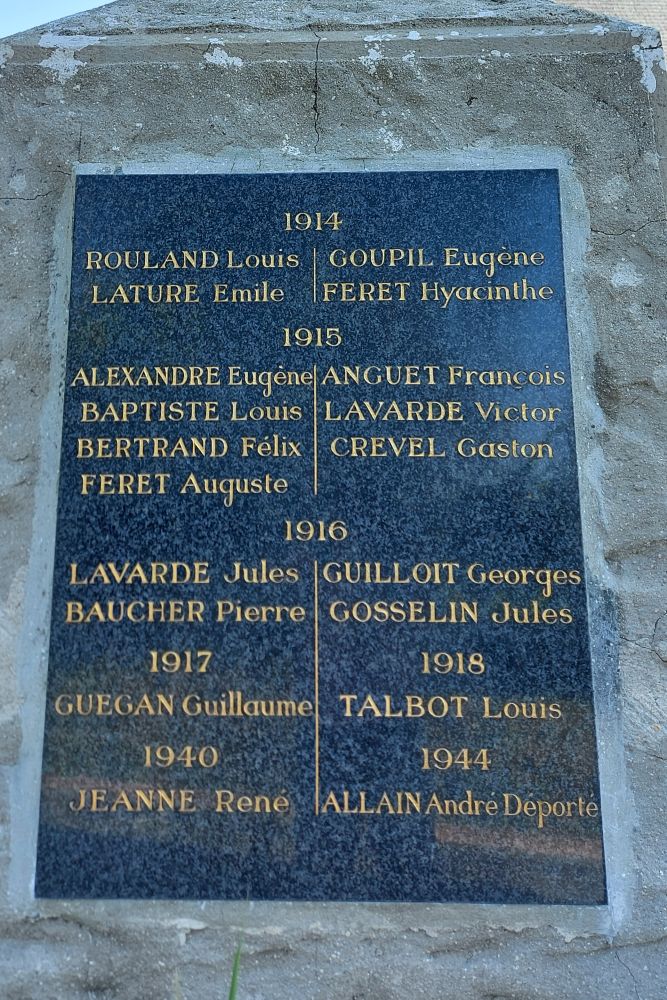 1914
ROULAND Louis GOUPIL Eugène
LATURE Emile FERET Hyacinthe
1915
ALEXANDRE Eugène ANGUET François
BAPTISTE Louis LAVARDE Victor
BERTRAND Félix CREVEL Gaston
FERET Auguste
1916
LAVARDE Jules GUILLOIT Georges
BAUCHER Pierre GOSSELIN Jules
1917 1918
GUEGAN Guillaume TALBOT Louis
1940 1944
JEANNE René ALLAIN André Déporté